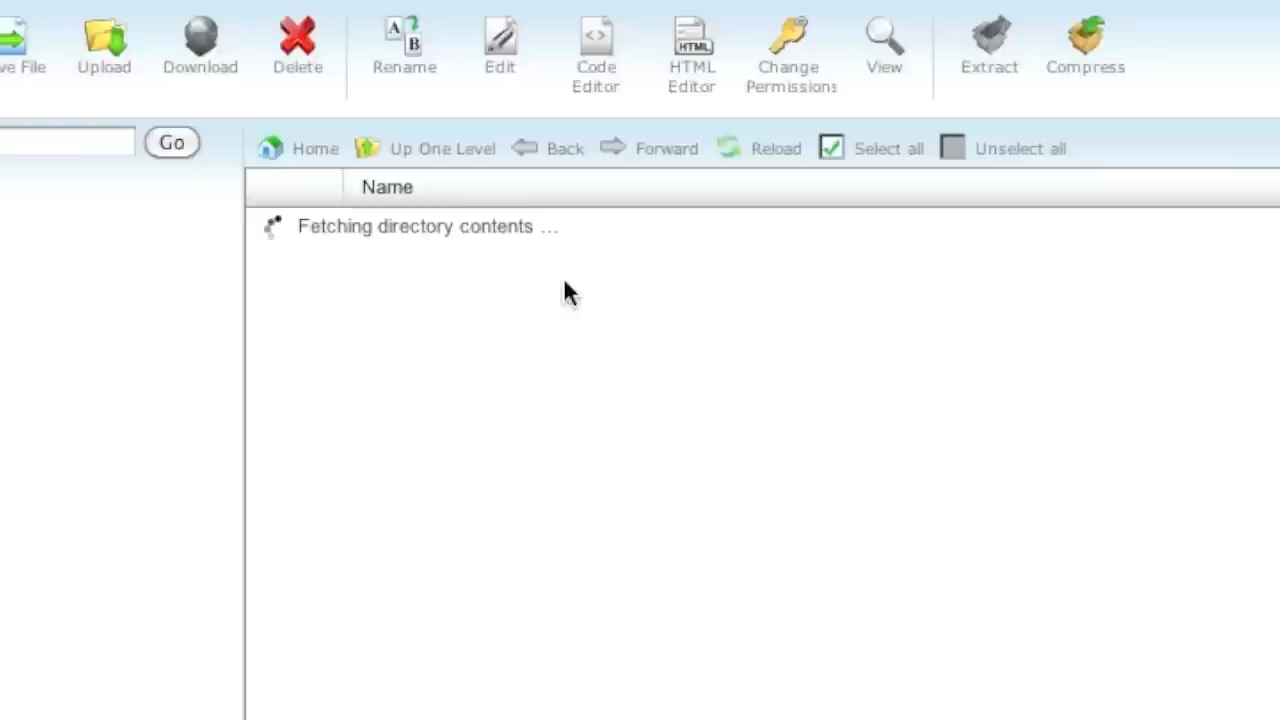 ve File Upload Download Delete Rename Edit Code Editor HTML Editor Change Permissions View Extract Compress
A B HTML
Go Home Up One Level Back Forward Reload Select all Unselect all
Name
Fetching directory contents ...